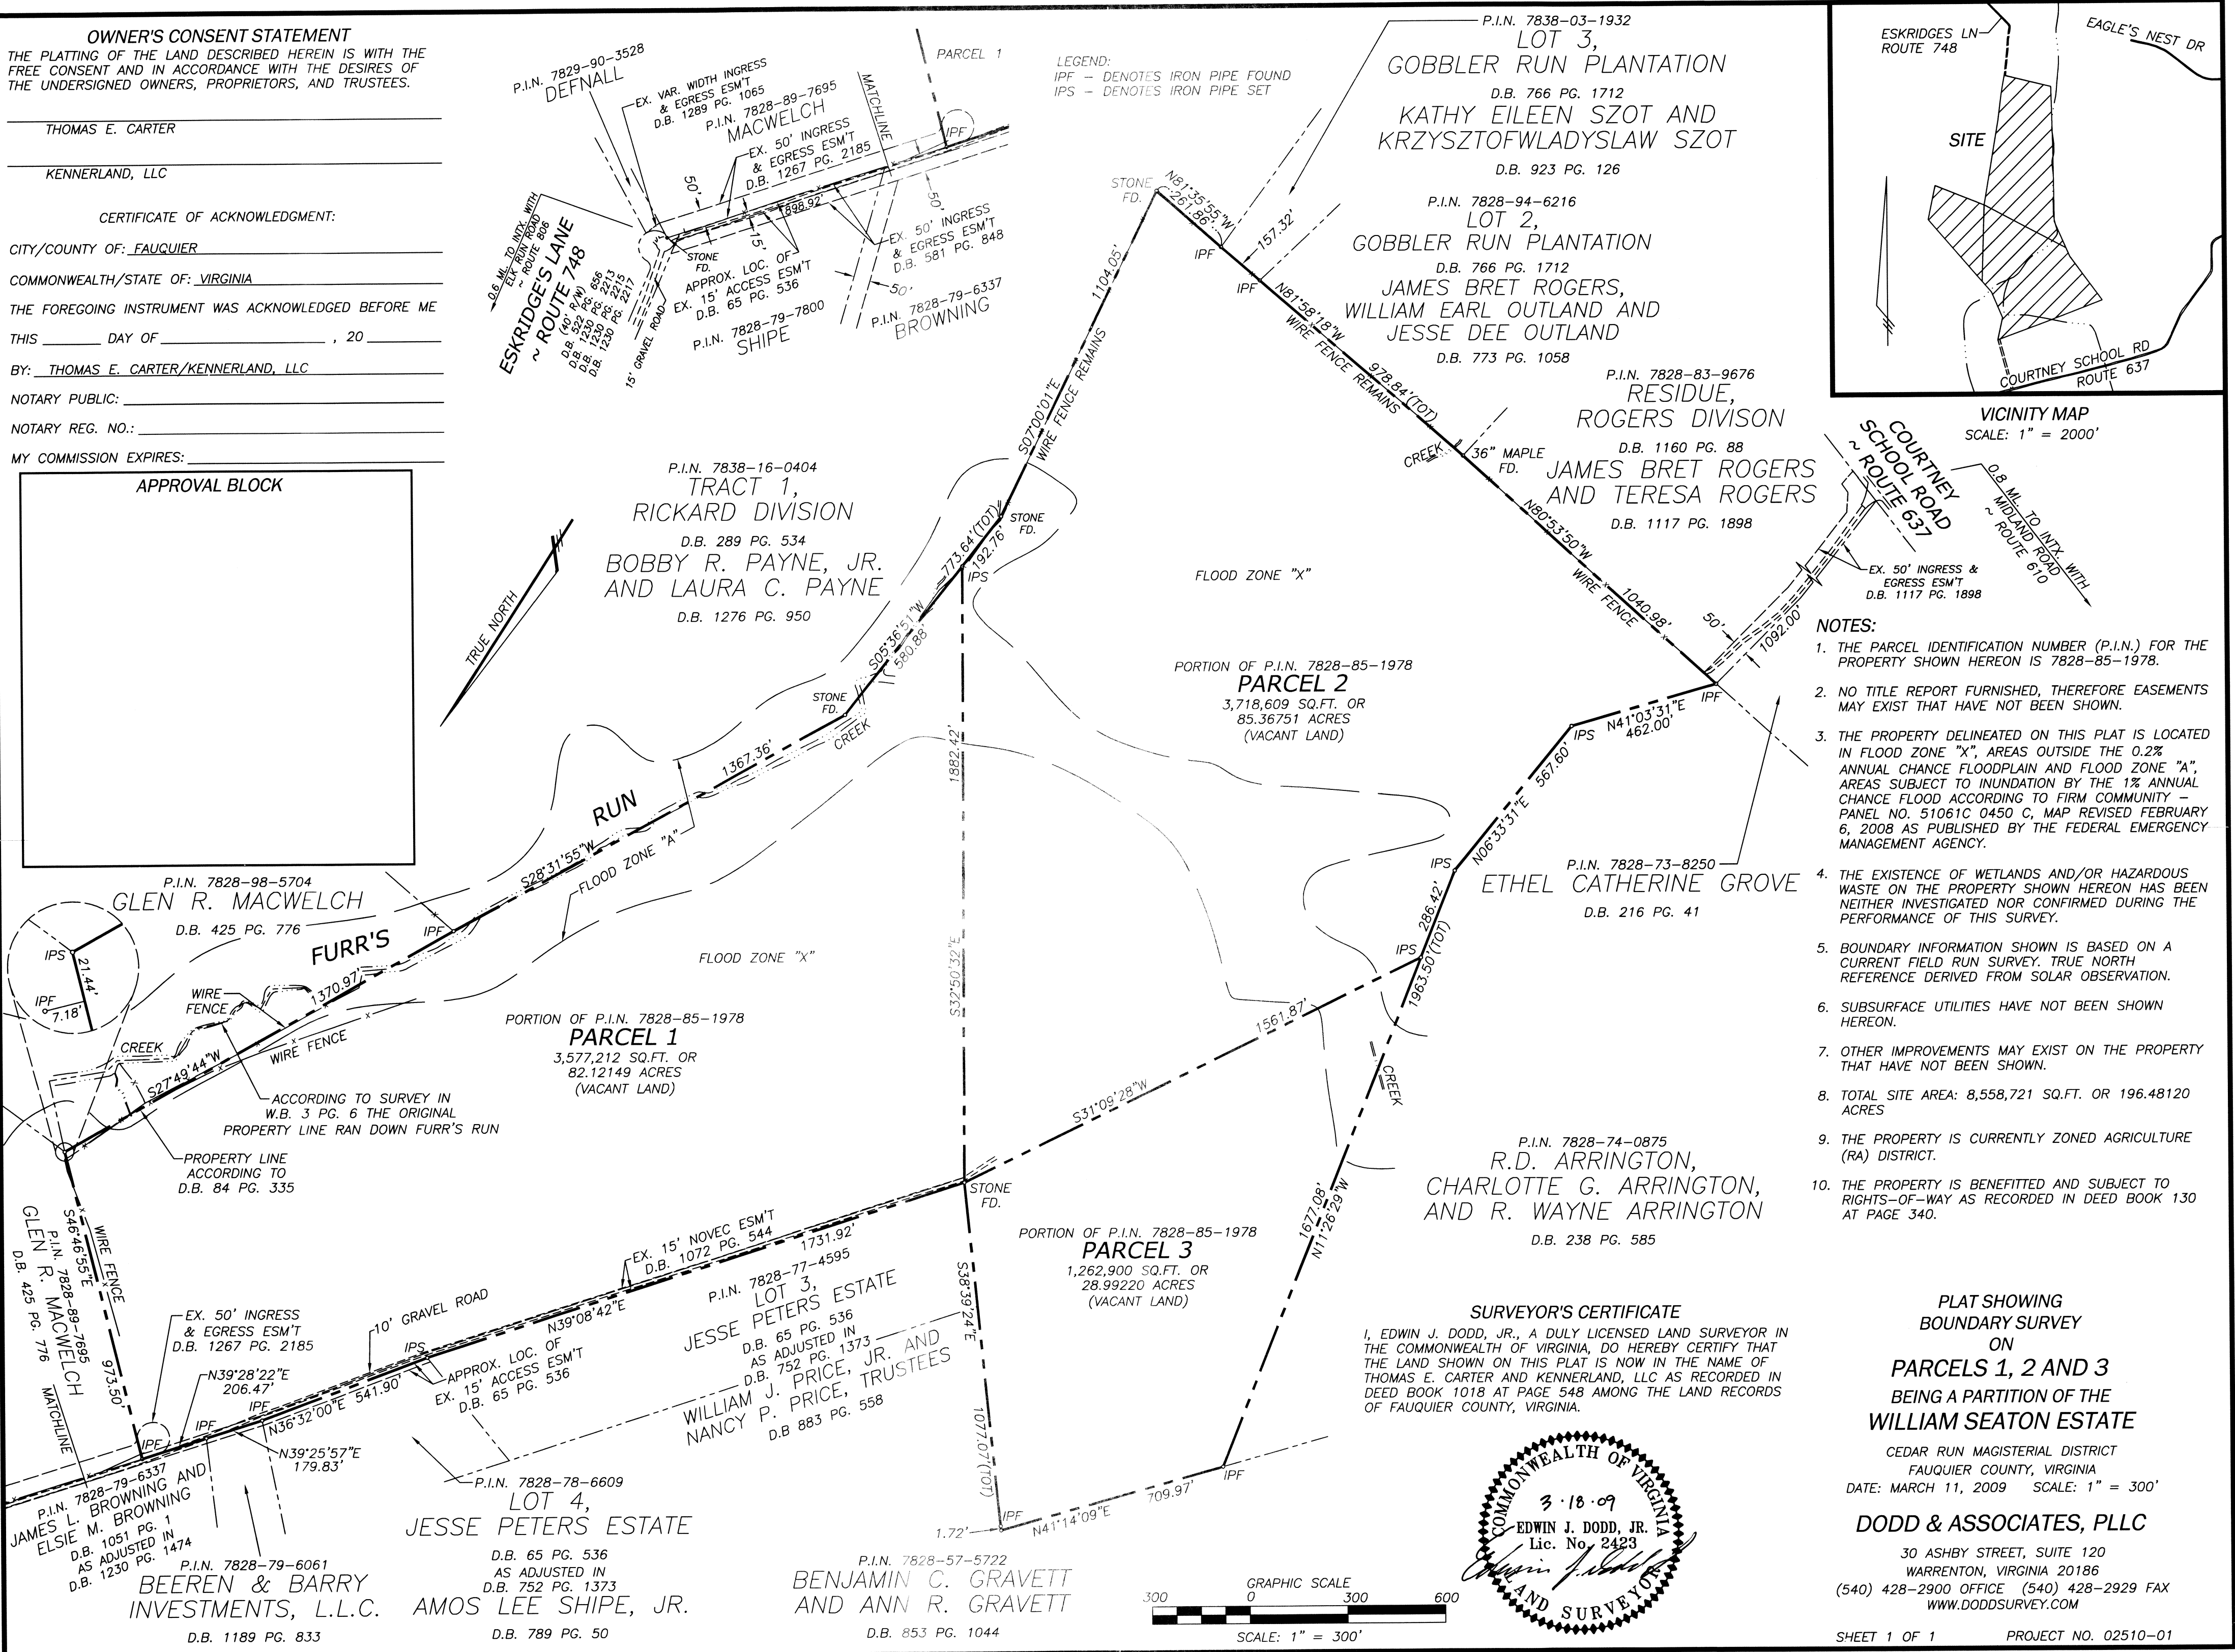 OWNER'S CONSENT STATEMENT
THE PLATTING OF THE LAND DESCRIBED HEREIN IS WITH THE
FREE CONSENT AND IN ACCORDANCE WITH THE DESIRES OF
THE UNDERSIGNED OWNERS, PROPRIETORS, AND TRUSTEES.
THOMAS E. CARTER
KENNERLAND, LLC
CERTIFICATE OF ACKNOWLEDGMENT:
CITY/COUNTY OF: FAUQUIER
COMMONWEALTH/STATE OF: VIRGINIA
THE FOREGOING INSTRUMENT WAS ACKNOWLEDGED BEFORE ME
THIS ________ DAY OF ________________________ , 20 ________
BY: THOMAS E. CARTER/KENNERLAND, LLC
NOTARY PUBLIC:
NOTARY REG. NO.:
MY COMMISSION EXPIRES:
APPROVAL BLOCK
P.I.N. 7829-90-3528
DEFNALL
EX. VAR. WIDTH INGRESS
& EGRESS ESM'T
D.B. 1289 PG. 1065
P.I.N. 7828-89-7695
MACWELCH
EX. 50' INGRESS
& EGRESS ESM'T
D.B. 1267 PG. 2185
MATCHLINE
PARCEL 1
IPF
50'
898.92'
15'
50'
EX. 50' INGRESS
& EGRESS ESM'T
D.B. 581 PG. 848
50'
STONE
FD.
APPROX. LOC. OF
EX. 15' ACCESS ESM'T
D.B. 65 PG. 536
P.I.N. 7828-79-7800
SHIPE
P.I.N. 7828-79-6337
BROWNING
0.6 MI. TO INTX. WITH
ELK RUN ROAD
~ ROUTE 806
ESKRIDGE'S LANE
~ ROUTE 748
(40' R/W)
D.B. 522 PG. 656
D.B. 1230 PG. 2213
D.B. 1230 PG. 2215
D.B. 1230 PG. 2217
15' GRAVEL ROAD
LEGEND:
IPF - DENOTES IRON PIPE FOUND
IPS - DENOTES IRON PIPE SET
P.I.N. 7838-03-1932
LOT 3,
GOBBLER RUN PLANTATION
D.B. 766 PG. 1712
KATHY EILEEN SZOT AND
KRZYSZTOFWLADYSLAW SZOT
D.B. 923 PG. 126
P.I.N. 7828-94-6216
LOT 2,
GOBBLER RUN PLANTATION
D.B. 766 PG. 1712
JAMES BRET ROGERS,
WILLIAM EARL OUTLAND AND
JESSE DEE OUTLAND
D.B. 773 PG. 1058
P.I.N. 7828-83-9676
RESIDUE,
ROGERS DIVISON
D.B. 1160 PG. 88
JAMES BRET ROGERS
AND TERESA ROGERS
D.B. 1117 PG. 1898
ESKRIDGES LN
ROUTE 748
EAGLE'S NEST DR
SITE
COURTNEY SCHOOL RD
ROUTE 637
VICINITY MAP
SCALE: 1" = 2000'
COURTNEY
SCHOOL ROAD
~ ROUTE 637
0.8 MI. TO INTX. WITH
MIDLAND ROAD
~ ROUTE 610
EX. 50' INGRESS &
EGRESS ESM'T
D.B. 1117 PG. 1898
50'
1092.00'
STONE
FD.
N81°35'55"W
261.86'
IPF
157.32'
IPF
N81°58'18"W
WIRE FENCE REMAINS
978.84'(TOT)
CREEK
36" MAPLE
FD.
N80°53'50"W
WIRE FENCE
1040.98'
IPF
1104.05'
S07°00'01"E
WIRE FENCE REMAINS
STONE
FD.
773.64'(TOT)
192.76'
IPS
S05°36'51"W
580.88'
STONE
FD.
CREEK
P.I.N. 7838-16-0404
TRACT 1,
RICKARD DIVISION
D.B. 289 PG. 534
BOBBY R. PAYNE, JR.
AND LAURA C. PAYNE
D.B. 1276 PG. 950
TRUE NORTH
FLOOD ZONE "X"
PORTION OF P.I.N. 7828-85-1978
PARCEL 2
3,718,609 SQ.FT. OR
85.36751 ACRES
(VACANT LAND)
N41°03'31"E
462.00'
IPS
N06°33'31"E 567.60'
IPS
286.42'
IPS
1963.50'(TOT)
P.I.N. 7828-73-8250
ETHEL CATHERINE GROVE
D.B. 216 PG. 41
1367.36'
RUN
S28°31'55"W
FLOOD ZONE "A"
1882.42'
S32°50'32"E
P.I.N. 7828-98-5704
GLEN R. MACWELCH
D.B. 425 PG. 776
IPS
21.44'
IPF
7.18'
IPF
FURR'S
1370.97'
WIRE
FENCE
CREEK
S27°49'44"W
WIRE FENCE
FLOOD ZONE "X"
PORTION OF P.I.N. 7828-85-1978
PARCEL 1
3,577,212 SQ.FT. OR
82.12149 ACRES
(VACANT LAND)
ACCORDING TO SURVEY IN
W.B. 3 PG. 6 THE ORIGINAL
PROPERTY LINE RAN DOWN FURR'S RUN
PROPERTY LINE
ACCORDING TO
D.B. 84 PG. 335
1561.87'
S31°09'28"W
CREEK
1677.08'
N11°26'29"W
STONE
FD.
P.I.N. 7828-74-0875
R.D. ARRINGTON,
CHARLOTTE G. ARRINGTON,
AND R. WAYNE ARRINGTON
D.B. 238 PG. 585
PORTION OF P.I.N. 7828-85-1978
PARCEL 3
1,262,900 SQ.FT. OR
28.99220 ACRES
(VACANT LAND)
S38°39'24"E
1077.07'(TOT)
1.72'
IPF
N41°14'09"E
709.97'
IPF
WIRE FENCE
S46°46'55"E
973.50'
GLEN R. MACWELCH
P.I.N. 7828-89-7695
D.B. 425 PG. 776
MATCHLINE
EX. 50' INGRESS
& EGRESS ESM'T
D.B. 1267 PG. 2185
N39°28'22"E
206.47'
IPF
IPF
IPF
N36°32'00"E 541.90'
N39°25'57"E
179.83'
10' GRAVEL ROAD
IPS
APPROX. LOC. OF
EX. 15' ACCESS ESM'T
D.B. 65 PG. 536
N39°08'42"E
EX. 15' NOVEC ESM'T
D.B. 1072 PG. 544
1731.92'
P.I.N. 7828-77-4595
LOT 3,
JESSE PETERS ESTATE
D.B. 65 PG. 536
AS ADJUSTED IN
D.B. 752 PG. 1373
WILLIAM J. PRICE, JR. AND
NANCY P. PRICE, TRUSTEES
D.B 883 PG. 558
P.I.N. 7828-79-6337
JAMES L. BROWNING AND
ELSIE M. BROWNING
D.B. 1051 PG. 1
AS ADJUSTED IN
D.B. 1230 PG. 1474
P.I.N. 7828-79-6061
BEEREN & BARRY
INVESTMENTS, L.L.C.
D.B. 1189 PG. 833
P.I.N. 7828-78-6609
LOT 4,
JESSE PETERS ESTATE
D.B. 65 PG. 536
AS ADJUSTED IN
D.B. 752 PG. 1373
AMOS LEE SHIPE, JR.
D.B. 789 PG. 50
P.I.N. 7828-57-5722
BENJAMIN C. GRAVETT
AND ANN R. GRAVETT
D.B. 853 PG. 1044
GRAPHIC SCALE
300 0 300 600
SCALE: 1" = 300'
NOTES:
1. THE PARCEL IDENTIFICATION NUMBER (P.I.N.) FOR THE
PROPERTY SHOWN HEREON IS 7828-85-1978.
2. NO TITLE REPORT FURNISHED, THEREFORE EASEMENTS
MAY EXIST THAT HAVE NOT BEEN SHOWN.
3. THE PROPERTY DELINEATED ON THIS PLAT IS LOCATED
IN FLOOD ZONE "X", AREAS OUTSIDE THE 0.2%
ANNUAL CHANCE FLOODPLAIN AND FLOOD ZONE "A",
AREAS SUBJECT TO INUNDATION BY THE 1% ANNUAL
CHANCE FLOOD ACCORDING TO FIRM COMMUNITY -
PANEL NO. 51061C 0450 C, MAP REVISED FEBRUARY
6, 2008 AS PUBLISHED BY THE FEDERAL EMERGENCY
MANAGEMENT AGENCY.
4. THE EXISTENCE OF WETLANDS AND/OR HAZARDOUS
WASTE ON THE PROPERTY SHOWN HEREON HAS BEEN
NEITHER INVESTIGATED NOR CONFIRMED DURING THE
PERFORMANCE OF THIS SURVEY.
5. BOUNDARY INFORMATION SHOWN IS BASED ON A
CURRENT FIELD RUN SURVEY. TRUE NORTH
REFERENCE DERIVED FROM SOLAR OBSERVATION.
6. SUBSURFACE UTILITIES HAVE NOT BEEN SHOWN
HEREON.
7. OTHER IMPROVEMENTS MAY EXIST ON THE PROPERTY
THAT HAVE NOT BEEN SHOWN.
8. TOTAL SITE AREA: 8,558,721 SQ.FT. OR 196.48120
ACRES
9. THE PROPERTY IS CURRENTLY ZONED AGRICULTURE
(RA) DISTRICT.
10. THE PROPERTY IS BENEFITTED AND SUBJECT TO
RIGHTS-OF-WAY AS RECORDED IN DEED BOOK 130
AT PAGE 340.
SURVEYOR'S CERTIFICATE
I, EDWIN J. DODD, JR., A DULY LICENSED LAND SURVEYOR IN
THE COMMONWEALTH OF VIRGINIA, DO HEREBY CERTIFY THAT
THE LAND SHOWN ON THIS PLAT IS NOW IN THE NAME OF
THOMAS E. CARTER AND KENNERLAND, LLC AS RECORDED IN
DEED BOOK 1018 AT PAGE 548 AMONG THE LAND RECORDS
OF FAUQUIER COUNTY, VIRGINIA.
COMMONWEALTH OF VIRGINIA
3·18·09
EDWIN J. DODD, JR.
Lic. No. 2423
Edwin J. Dodd
LAND SURVEYOR
PLAT SHOWING
BOUNDARY SURVEY
ON
PARCELS 1, 2 AND 3
BEING A PARTITION OF THE
WILLIAM SEATON ESTATE
CEDAR RUN MAGISTERIAL DISTRICT
FAUQUIER COUNTY, VIRGINIA
DATE: MARCH 11, 2009 SCALE: 1" = 300'
DODD & ASSOCIATES, PLLC
30 ASHBY STREET, SUITE 120
WARRENTON, VIRGINIA 20186
(540) 428-2900 OFFICE (540) 428-2929 FAX
WWW.DODDSURVEY.COM
SHEET 1 OF 1 PROJECT NO. 02510-01